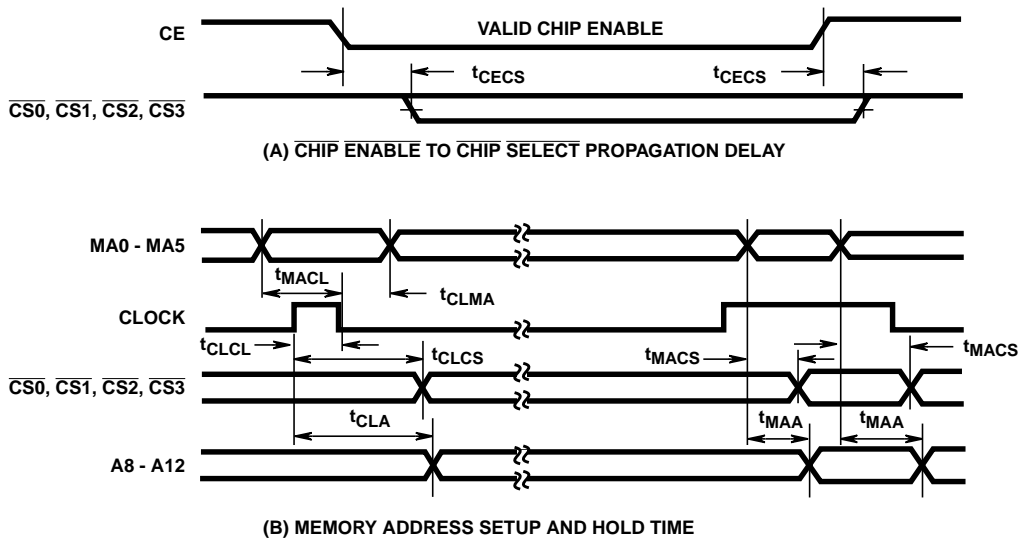 CE
VALID CHIP ENABLE
tCECS tCECS
CS0, CS1, CS2, CS3
(A) CHIP ENABLE TO CHIP SELECT PROPAGATION DELAY
MA0 - MA5
tMACL tCLMA
CLOCK
tCLCL tCLCS tMACS tMACS
CS0, CS1, CS2, CS3
tCLA tMAA tMAA
A8 - A12
(B) MEMORY ADDRESS SETUP AND HOLD TIME